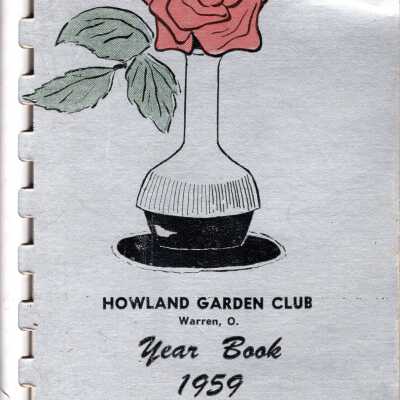 HOWLAND GARDEN CLUB
Warren, O.
Year Book
1959